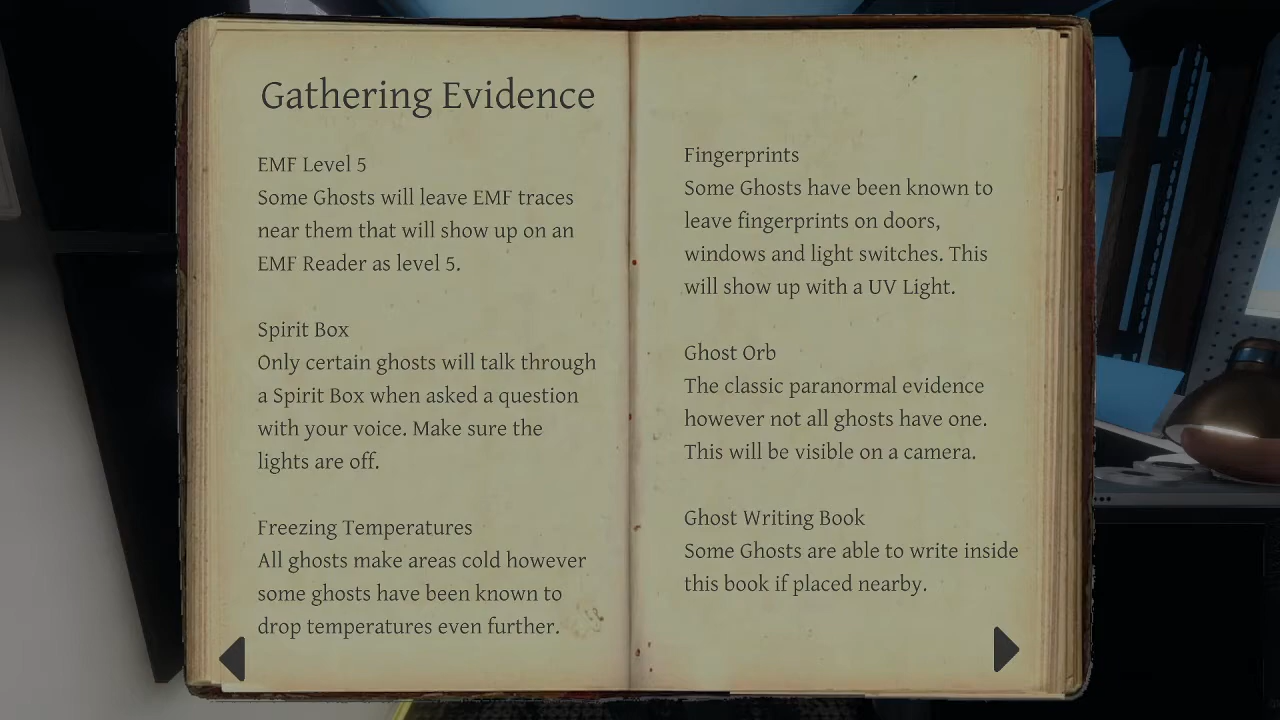 Gathering Evidence
EMF Level 5
Some Ghosts will leave EMF traces
near them that will show up on an
EMF Reader as level 5.
Spirit Box
Only certain ghosts will talk through
a Spirit Box when asked a question
with your voice. Make sure the
lights are off.
Freezing Temperatures
All ghosts make areas cold however
some ghosts have been known to
drop temperatures even further.
Fingerprints
Some Ghosts have been known to
leave fingerprints on doors,
windows and light switches. This
will show up with a UV Light.
Ghost Orb
The classic paranormal evidence
however not all ghosts have one.
This will be visible on a camera.
Ghost Writing Book
Some Ghosts are able to write inside
this book if placed nearby.